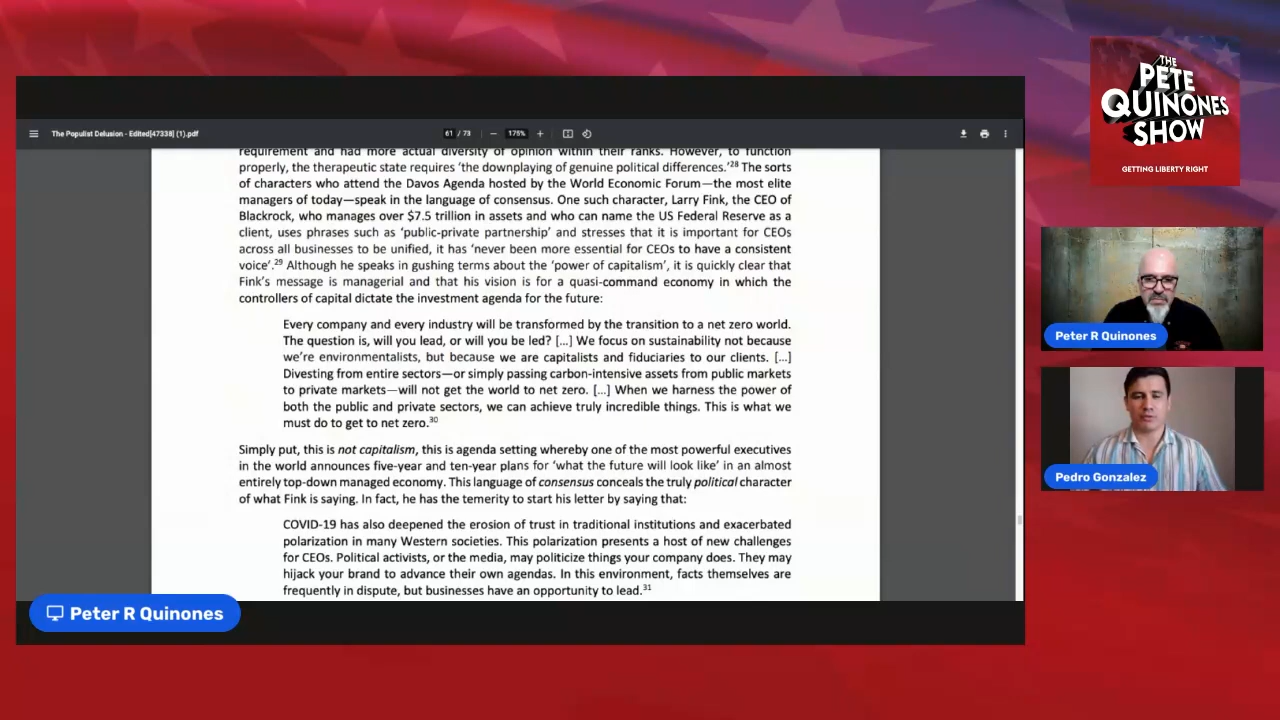 The Populist Delusion - Edited[47338] (1).pdf
61 / 73
175%
requirement and had more actual diversity of opinion within their ranks. However, to function
properly, the therapeutic state requires ‘the downplaying of genuine political differences.’28 The sorts
of characters who attend the Davos Agenda hosted by the World Economic Forum—the most elite
managers of today—speak in the language of consensus. One such character, Larry Fink, the CEO of
Blackrock, who manages over $7.5 trillion in assets and who can name the US Federal Reserve as a
client, uses phrases such as ‘public-private partnership’ and stresses that it is important for CEOs
across all businesses to be unified, it has ‘never been more essential for CEOs to have a consistent
voice’.29 Although he speaks in gushing terms about the ‘power of capitalism’, it is quickly clear that
Fink’s message is managerial and that his vision is for a quasi-command economy in which the
controllers of capital dictate the investment agenda for the future:
Every company and every industry will be transformed by the transition to a net zero world.
The question is, will you lead, or will you be led? [...] We focus on sustainability not because
we’re environmentalists, but because we are capitalists and fiduciaries to our clients. [...]
Divesting from entire sectors—or simply passing carbon-intensive assets from public markets
to private markets—will not get the world to net zero. [...] When we harness the power of
both the public and private sectors, we can achieve truly incredible things. This is what we
must do to get to net zero.30
Simply put, this is not capitalism, this is agenda setting whereby one of the most powerful executives
in the world announces five-year and ten-year plans for ‘what the future will look like’ in an almost
entirely top-down managed economy. This language of consensus conceals the truly political character
of what Fink is saying. In fact, he has the temerity to start his letter by saying that:
COVID-19 has also deepened the erosion of trust in traditional institutions and exacerbated
polarization in many Western societies. This polarization presents a host of new challenges
for CEOs. Political activists, or the media, may politicize things your company does. They may
hijack your brand to advance their own agendas. In this environment, facts themselves are
frequently in dispute, but businesses have an opportunity to lead.31
Peter R Quinones
THE
PETE
QUINONES
SHOW
GETTING LIBERTY RIGHT
Peter R Quinones
Pedro Gonzalez